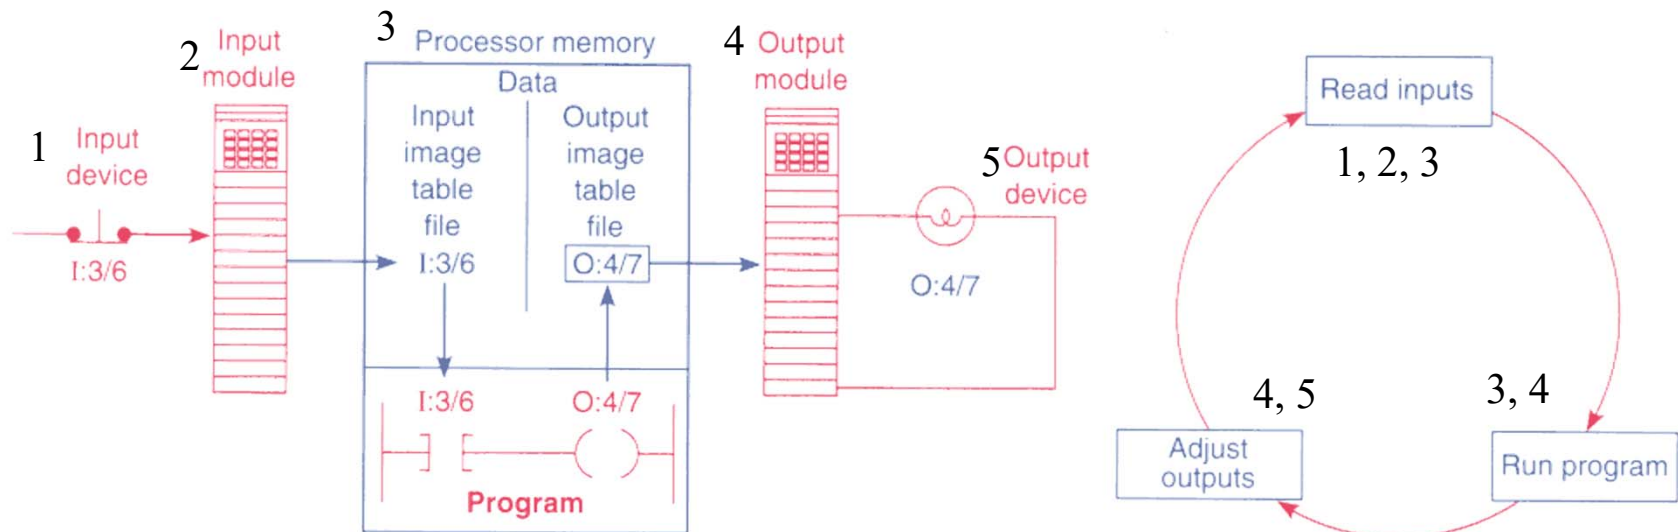 1
Input
device
I:3/6
2
Input
module
3
Processor memory
Data
Input
image
table
file
I:3/6
Output
image
table
file
O:4/7
I:3/6
O:4/7
Program
4
Output
module
5
Output
device
O:4/7
Read inputs
1, 2, 3
3, 4
Run program
4, 5
Adjust
outputs